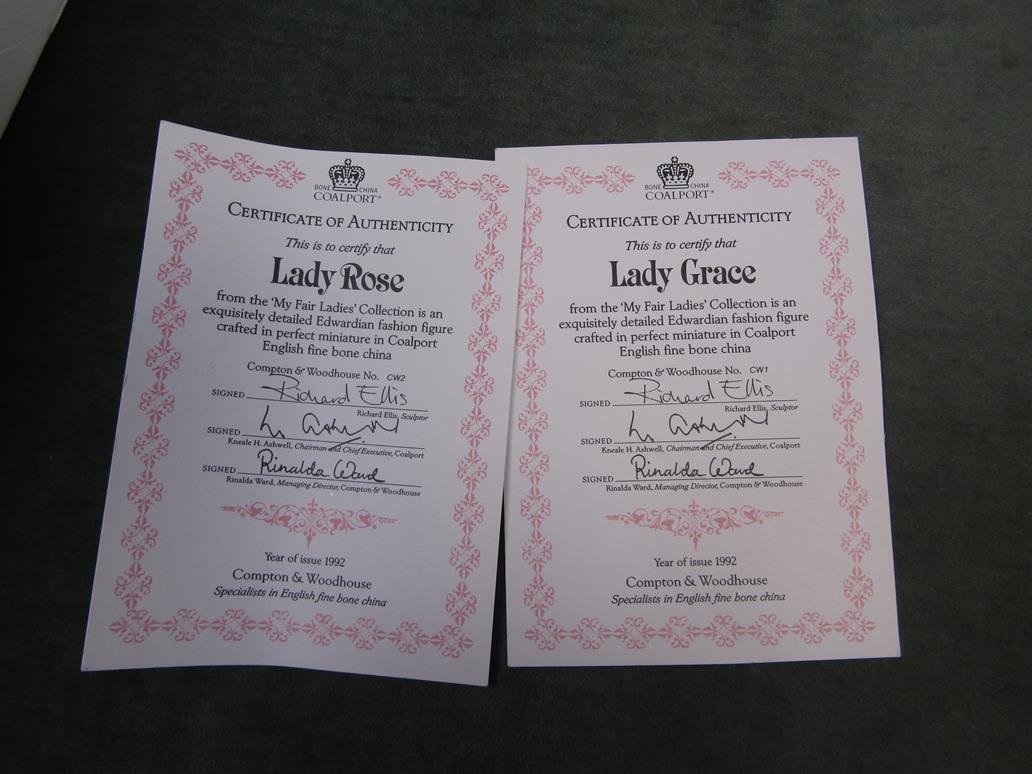 BONE CHINA
COALPORT®
CERTIFICATE OF AUTHENTICITY
This is to certify that
Lady Rose
from the 'My Fair Ladies' Collection is an
exquisitely detailed Edwardian fashion figure
crafted in perfect miniature in Coalport
English fine bone china
Compton & Woodhouse No. CW2
SIGNED Richard Ellis
Richard Ellis, Sculptor
SIGNED
Kneale H. Ashwell, Chairman and Chief Executive, Coalport
SIGNED Rinalda Ward
Rinalda Ward, Managing Director, Compton & Woodhouse
Year of issue 1992
Compton & Woodhouse
Specialists in English fine bone china
BONE CHINA
COALPORT®
CERTIFICATE OF AUTHENTICITY
This is to certify that
Lady Grace
from the 'My Fair Ladies' Collection is an
exquisitely detailed Edwardian fashion figure
crafted in perfect miniature in Coalport
English fine bone china
Compton & Woodhouse No. CW1
SIGNED Richard Ellis
Richard Ellis, Sculptor
SIGNED
Kneale H. Ashwell, Chairman and Chief Executive, Coalport
SIGNED Rinalda Ward
Rinalda Ward, Managing Director, Compton & Woodhouse
Year of issue 1992
Compton & Woodhouse
Specialists in English fine bone china